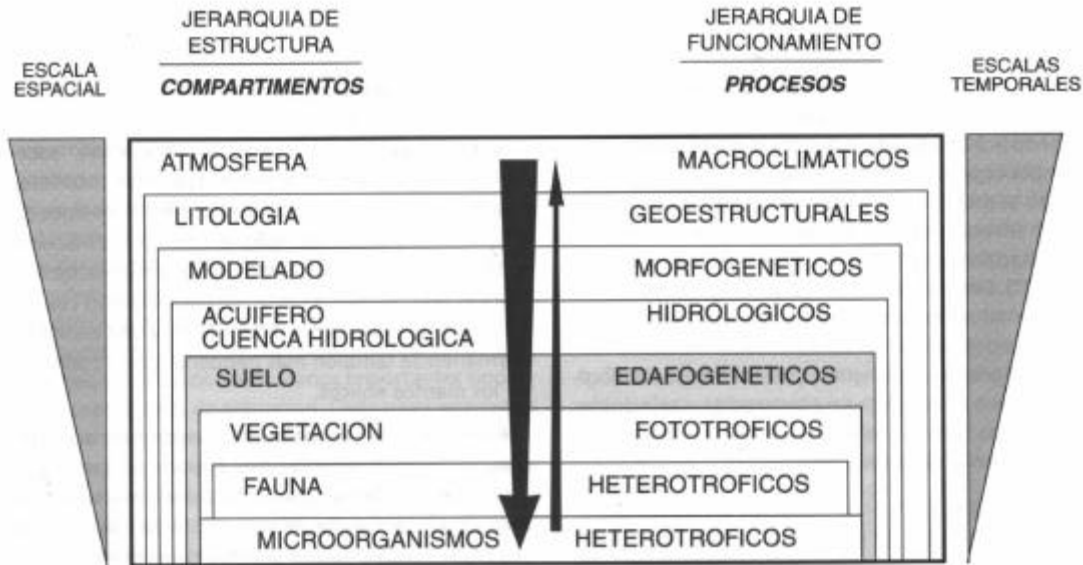 JERARQUIA DE
ESTRUCTURA
JERARQUIA DE
FUNCIONAMIENTO
ESCALA
ESPACIAL
COMPARTIMENTOS
PROCESOS
ESCALAS
TEMPORALES
ATMOSFERA
MACROCLIMATICOS
LITOLOGIA
GEOESTRUCTURALES
MODELADO
MORFOGENETICOS
ACUIFERO
HIDROLOGICOS
CUENCA HIDROLOGICA
SUELO
EDAFOGENETICOS
VEGETACION
FOTOTROFICOS
FAUNA
HETEROTROFICOS
MICROORGANISMOS
HETEROTROFICOS